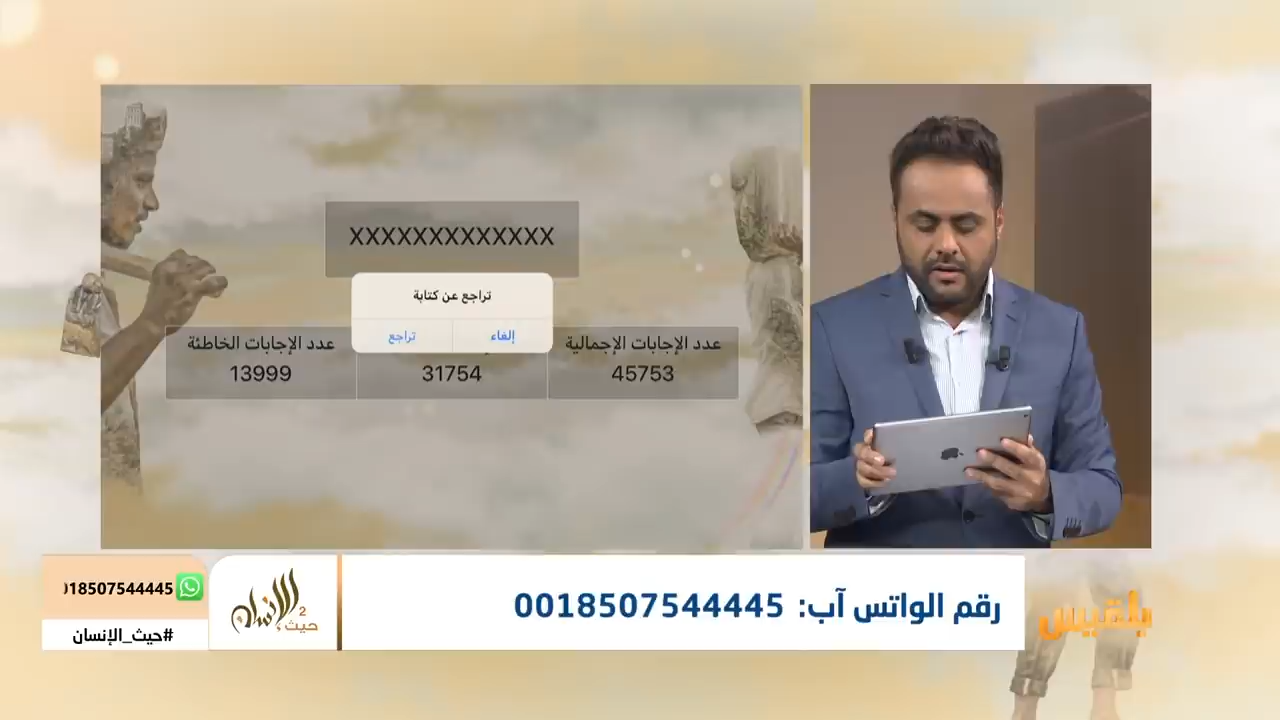 XXXXXXXXXXXXX
تراجع عن كتابة
إلغاء
تراجع
عدد الإجابات الإجمالية
45753
31754
عدد الإجابات الخاطئة
13999
رقم الواتس آب: 0018507544445
بلقيس
حيث الإنسان 2
18507544445
#حيث_الإنسان